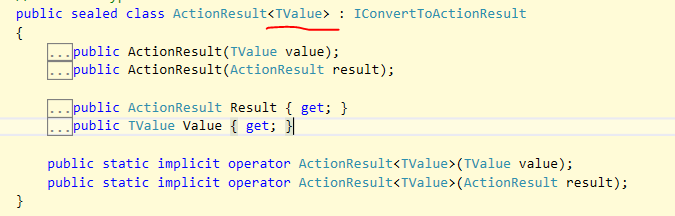 public sealed class ActionResult<TValue> : IConvertToActionResult
{
...public ActionResult(TValue value);
...public ActionResult(ActionResult result);
...public ActionResult Result { get; }
...public TValue Value { get; }
public static implicit operator ActionResult<TValue>(TValue value);
public static implicit operator ActionResult<TValue>(ActionResult result);
}